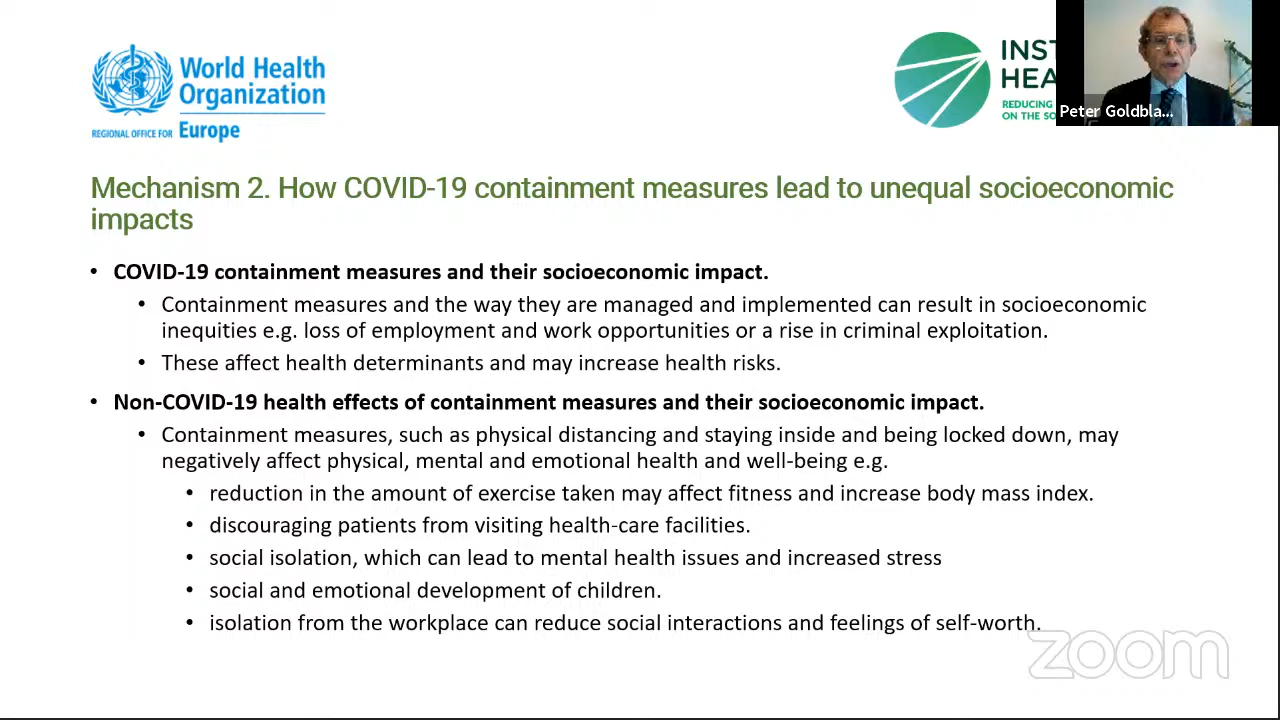 World Health
Organization
REGIONAL OFFICE FOR Europe
INST
HEA
REDUCING
ON THE SO
Peter Goldbla...
Mechanism 2. How COVID-19 containment measures lead to unequal socioeconomic
impacts
• COVID-19 containment measures and their socioeconomic impact.
• Containment measures and the way they are managed and implemented can result in socioeconomic
inequities e.g. loss of employment and work opportunities or a rise in criminal exploitation.
• These affect health determinants and may increase health risks.
• Non-COVID-19 health effects of containment measures and their socioeconomic impact.
• Containment measures, such as physical distancing and staying inside and being locked down, may
negatively affect physical, mental and emotional health and well-being e.g.
• reduction in the amount of exercise taken may affect fitness and increase body mass index.
• discouraging patients from visiting health-care facilities.
• social isolation, which can lead to mental health issues and increased stress
• social and emotional development of children.
• isolation from the workplace can reduce social interactions and feelings of self-worth.
zoom